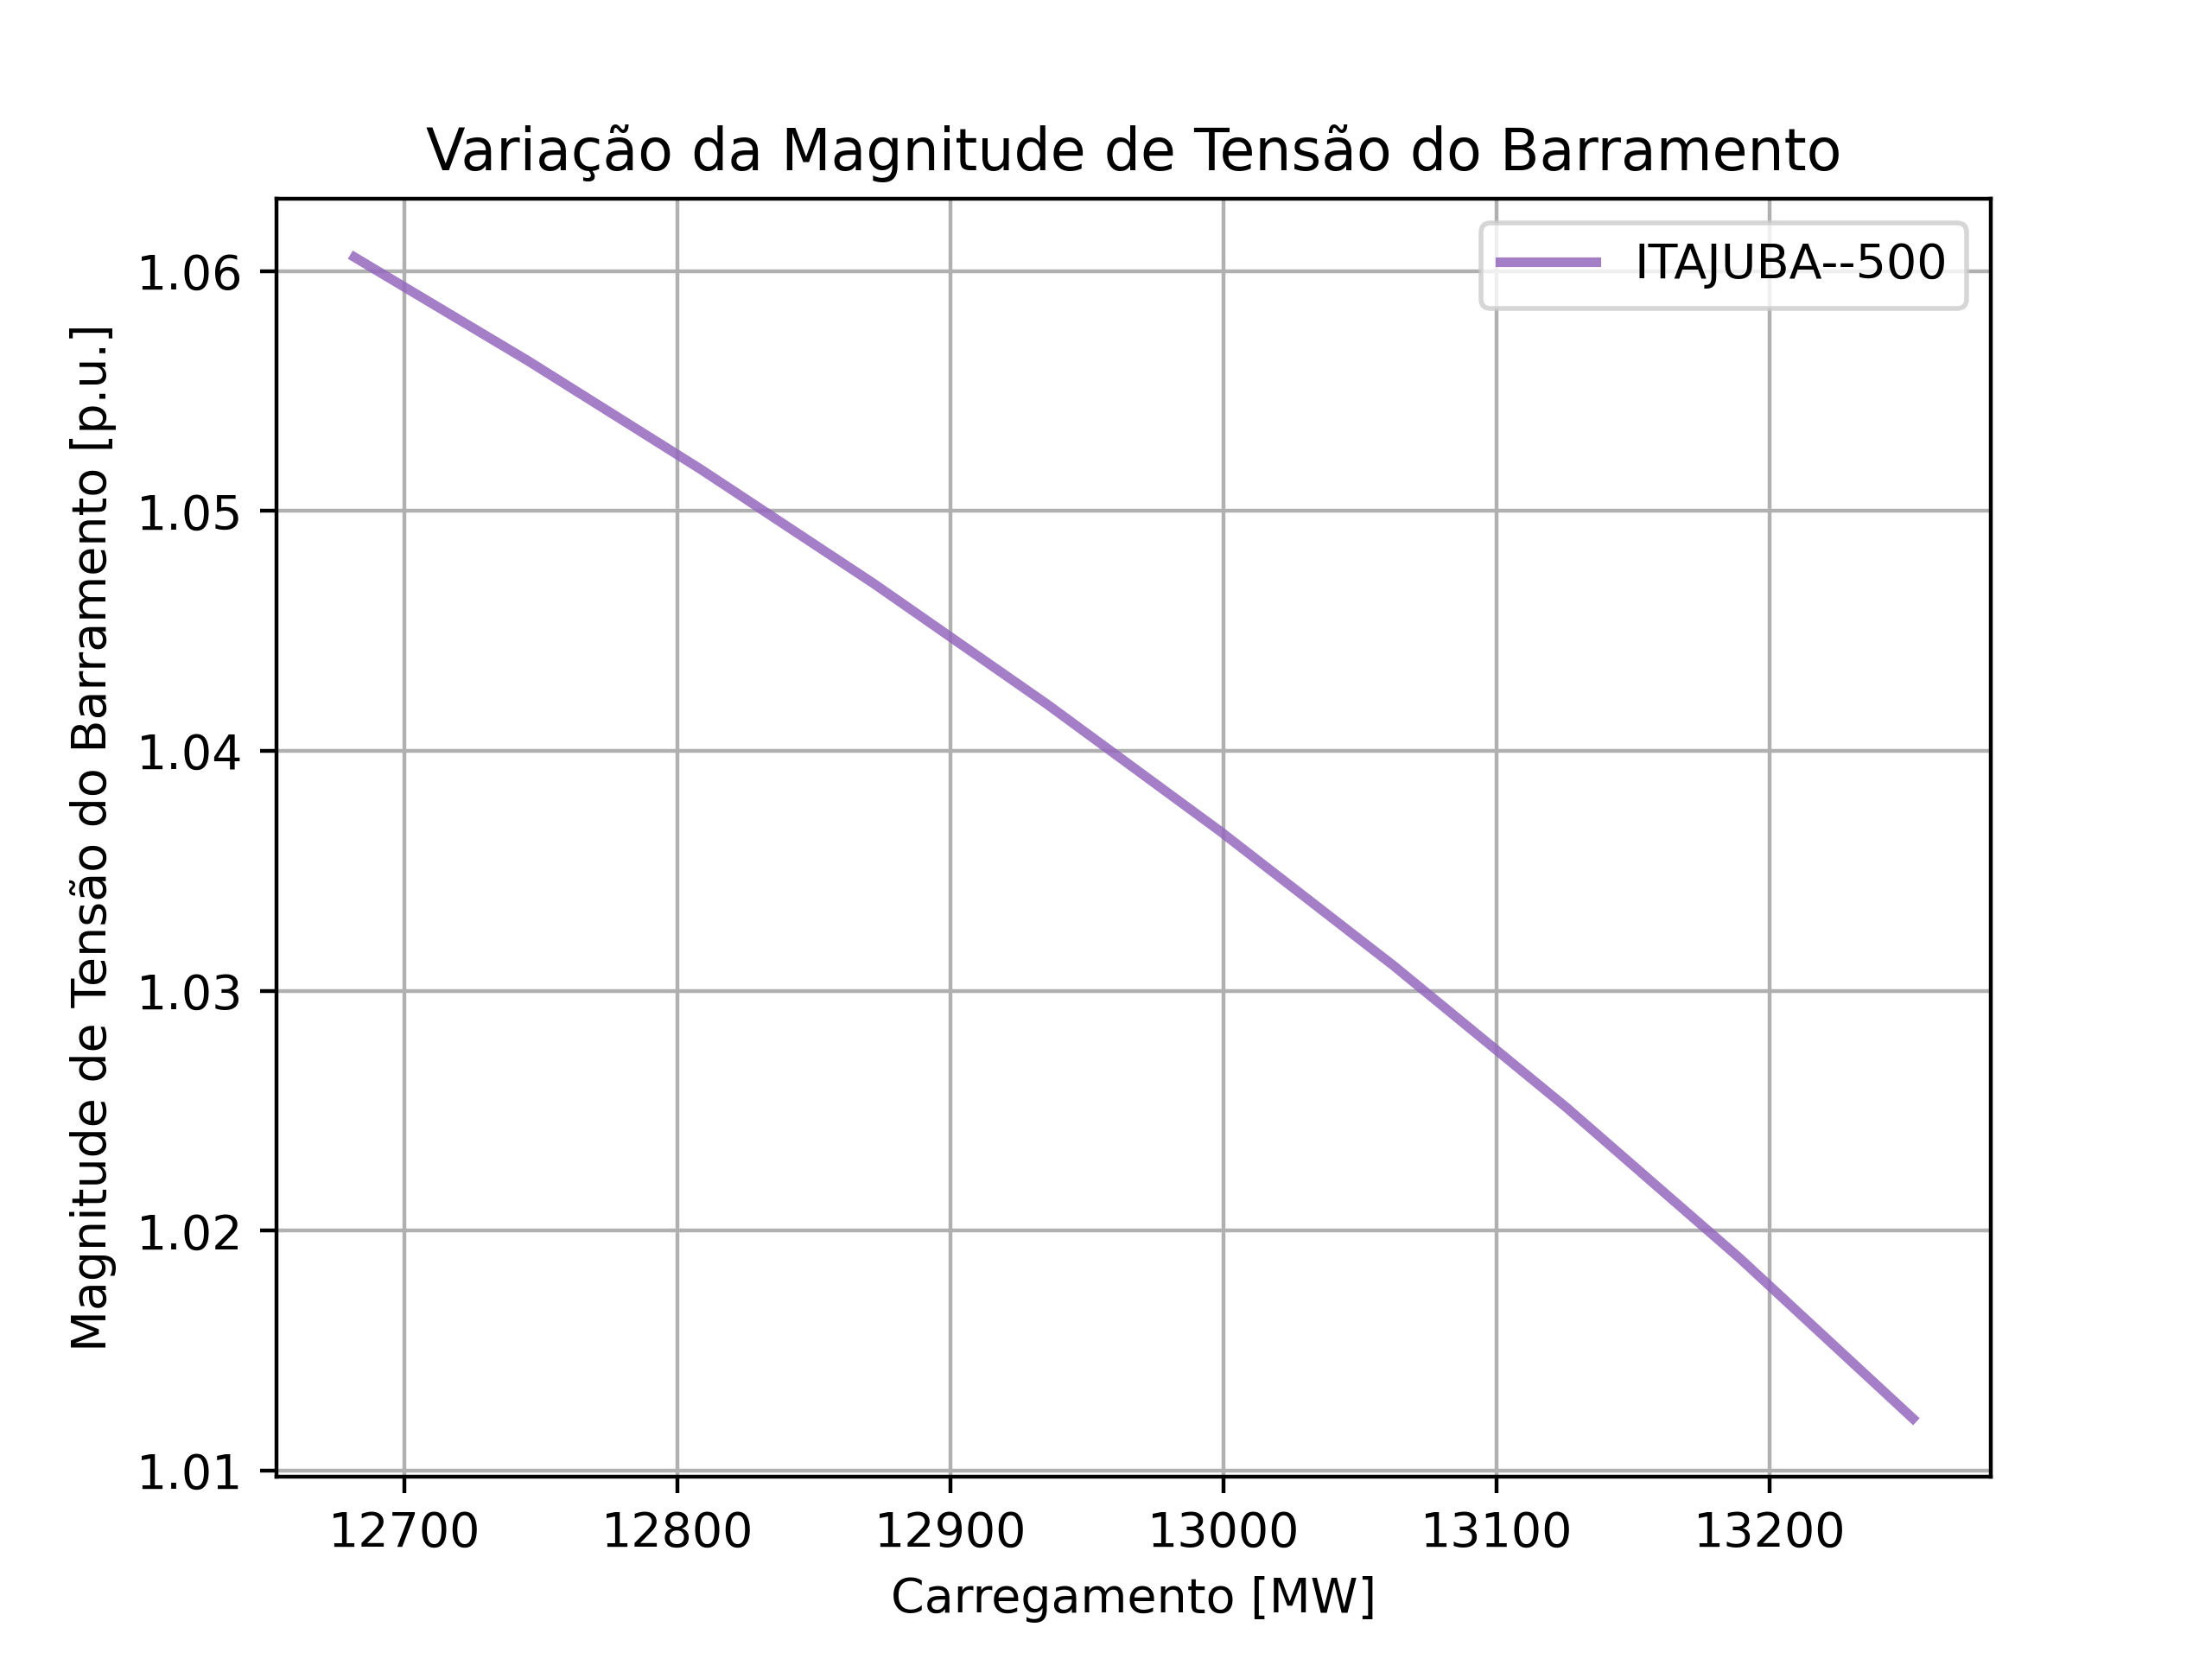 Variação da Magnitude de Tensão do Barramento
ITAJUBA--500
Magnitude de Tensão do Barramento [p.u.]
1.06
1.05
1.04
1.03
1.02
1.01
12700 12800 12900 13000 13100 13200
Carregamento [MW]